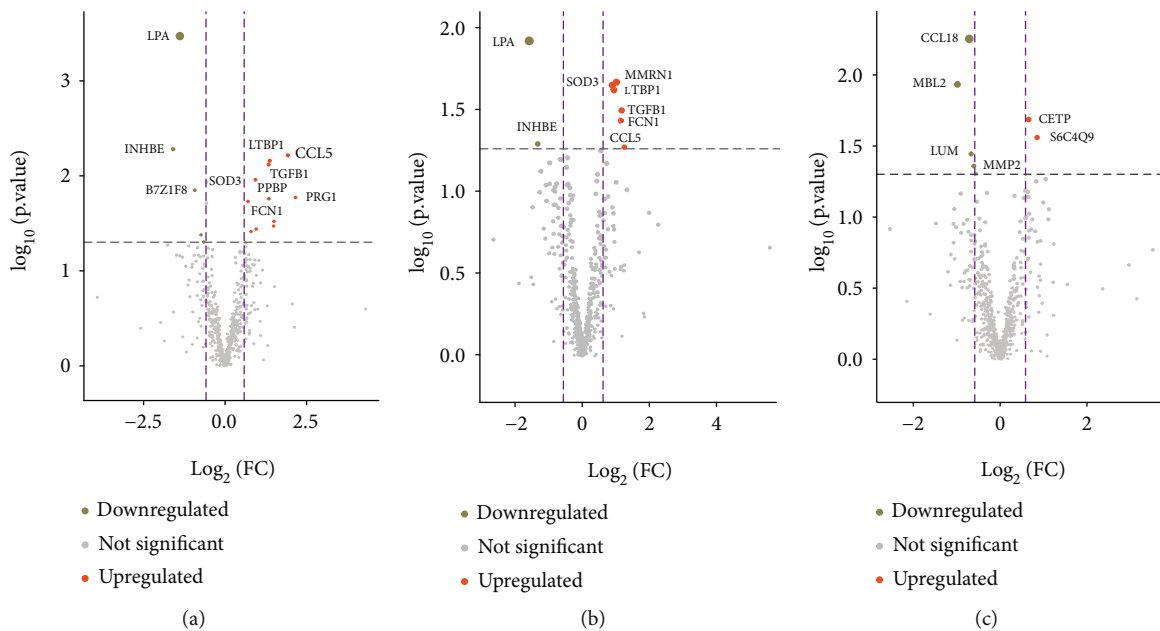 LPA
INHBE
B7Z1F8
SOD3
LTBP1
CCL5
TGFB1
PPBP
PRG1
FCN1
3
2
1
0
log10 (p.value)
−2.5
0.0
2.5
Log2 (FC)
Downregulated
Not significant
Upregulated
(a)
LPA
INHBE
SOD3
MMRN1
LTBP1
TGFB1
FCN1
CCL5
2.0
1.5
1.0
0.5
0.0
log10 (p.value)
−2
0
2
4
Log2 (FC)
Downregulated
Not significant
Upregulated
(b)
CCL18
MBL2
CETP
S6C4Q9
LUM
MMP2
2.0
1.5
1.0
0.5
0.0
log10 (p.value)
−2
0
2
Log2 (FC)
Downregulated
Not significant
Upregulated
(c)